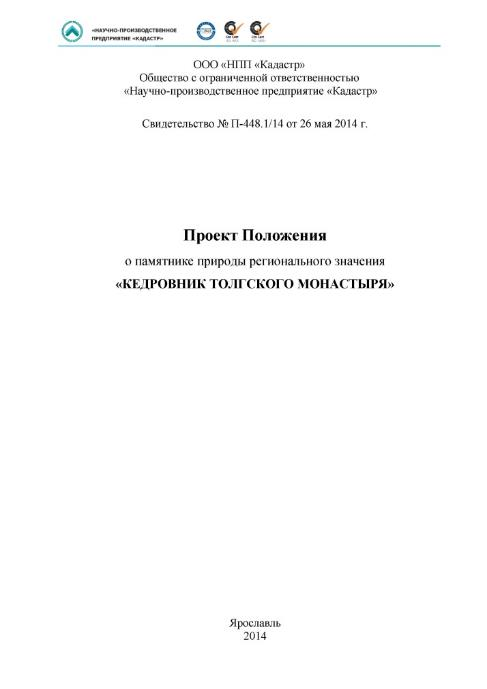 «НАУЧНО-ПРОИЗВОДСТВЕННОЕ
ПРЕДПРИЯТИЕ «КАДАСТР»
ООО «НПП «Кадастр»
Общество с ограниченной ответственностью
«Научно-производственное предприятие «Кадастр»
Свидетельство № П-448.1/14 от 26 мая 2014 г.
Проект Положения
о памятнике природы регионального значения
«КЕДРОВНИК ТОЛГСКОГО МОНАСТЫРЯ»
Ярославль
2014